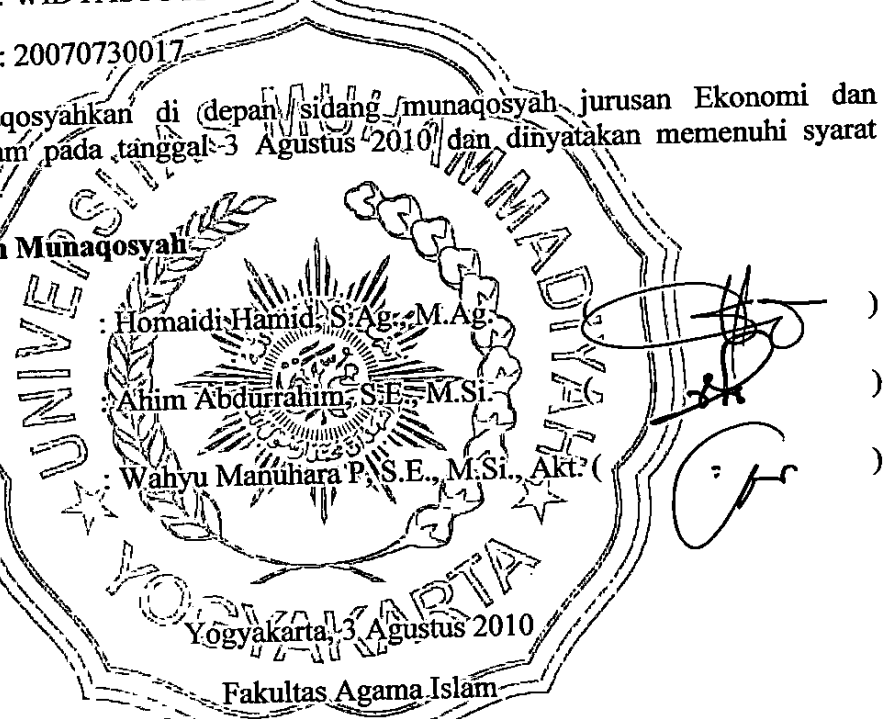 : 20070730017
qosyahkan di depan sidang munaqosyah jurusan Ekonomi dan
am pada tanggal 3 Agustus 2010 dan dinyatakan memenuhi syarat
n Munaqosyah
: Homaidi Hamid, S.Ag., M.Ag. ( )
: Ahim Abdurrahim, S.E., M.Si. ( )
: Wahyu Manuhara P, S.E., M.Si., Akt. ( )
UNIVERSITAS MUHAMMADIYAH
YOGYAKARTA
Yogyakarta, 3 Agustus 2010
Fakultas Agama Islam